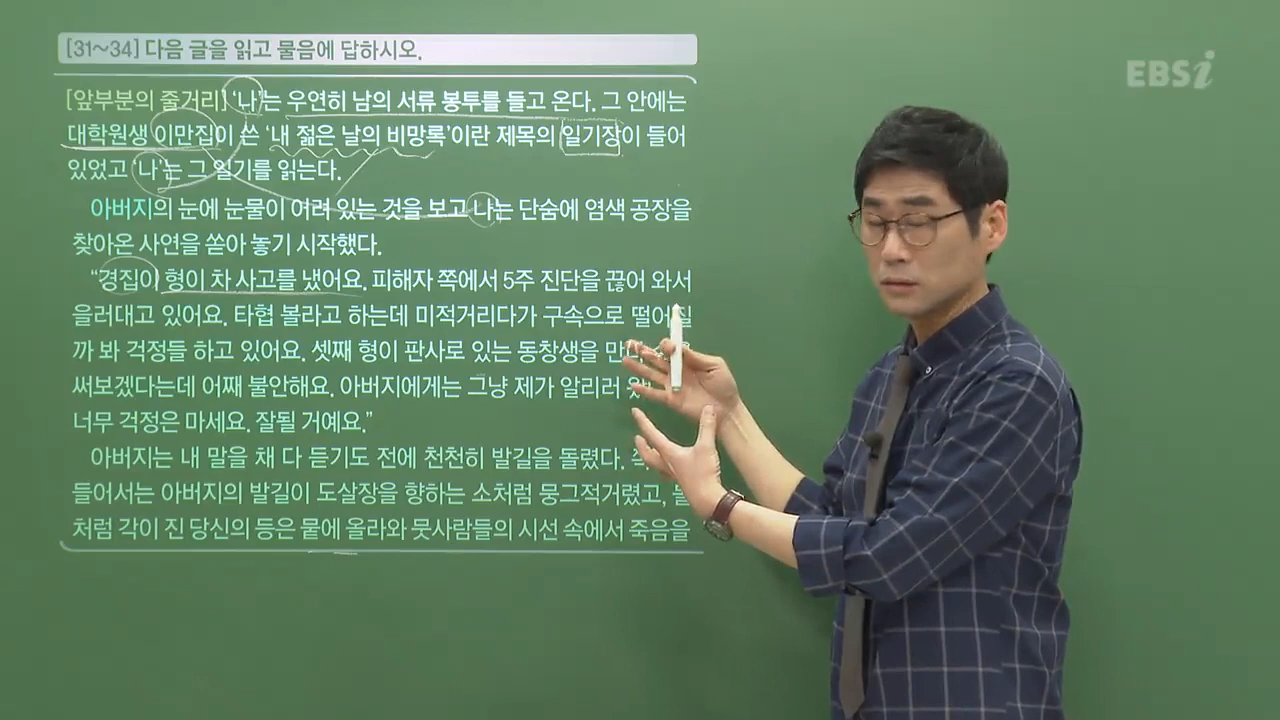 [31~34] 다음 글을 읽고 물음에 답하시오.
EBSi
[앞부분의 줄거리] ‘나’는 우연히 남의 서류 봉투를 들고 온다. 그 안에는
대학원생 이만집이 쓴 ‘내 젊은 날의 비망록’이란 제목의 일기장이 들어
있었고 ‘나’는 그 일기를 읽는다.
아버지의 눈에 눈물이 어려 있는 것을 보고 나는 단숨에 염색 공장을
찾아온 사연을 쏟아 놓기 시작했다.
“경집이 형이 차 사고를 냈어요. 피해자 쪽에서 5주 진단을 끊어 와서
을러대고 있어요. 타협 볼라고 하는데 미적거리다가 구속으로 떨어질
까 봐 걱정들 하고 있어요. 셋째 형이 판사로 있는 동창생을
써보겠다는데 어째 불안해요. 아버지에게는 그냥 제가 알리러
너무 걱정은 마세요. 잘될 거예요.”
아버지는 내 말을 채 다 듣기도 전에 천천히 발길을 돌렸다.
들어서는 아버지의 발길이 도살장을 향하는 소처럼 뭉그적거렸고,
처럼 각이 진 당신의 등은 뭍에 올라와 뭇사람들의 시선 속에서 죽음을